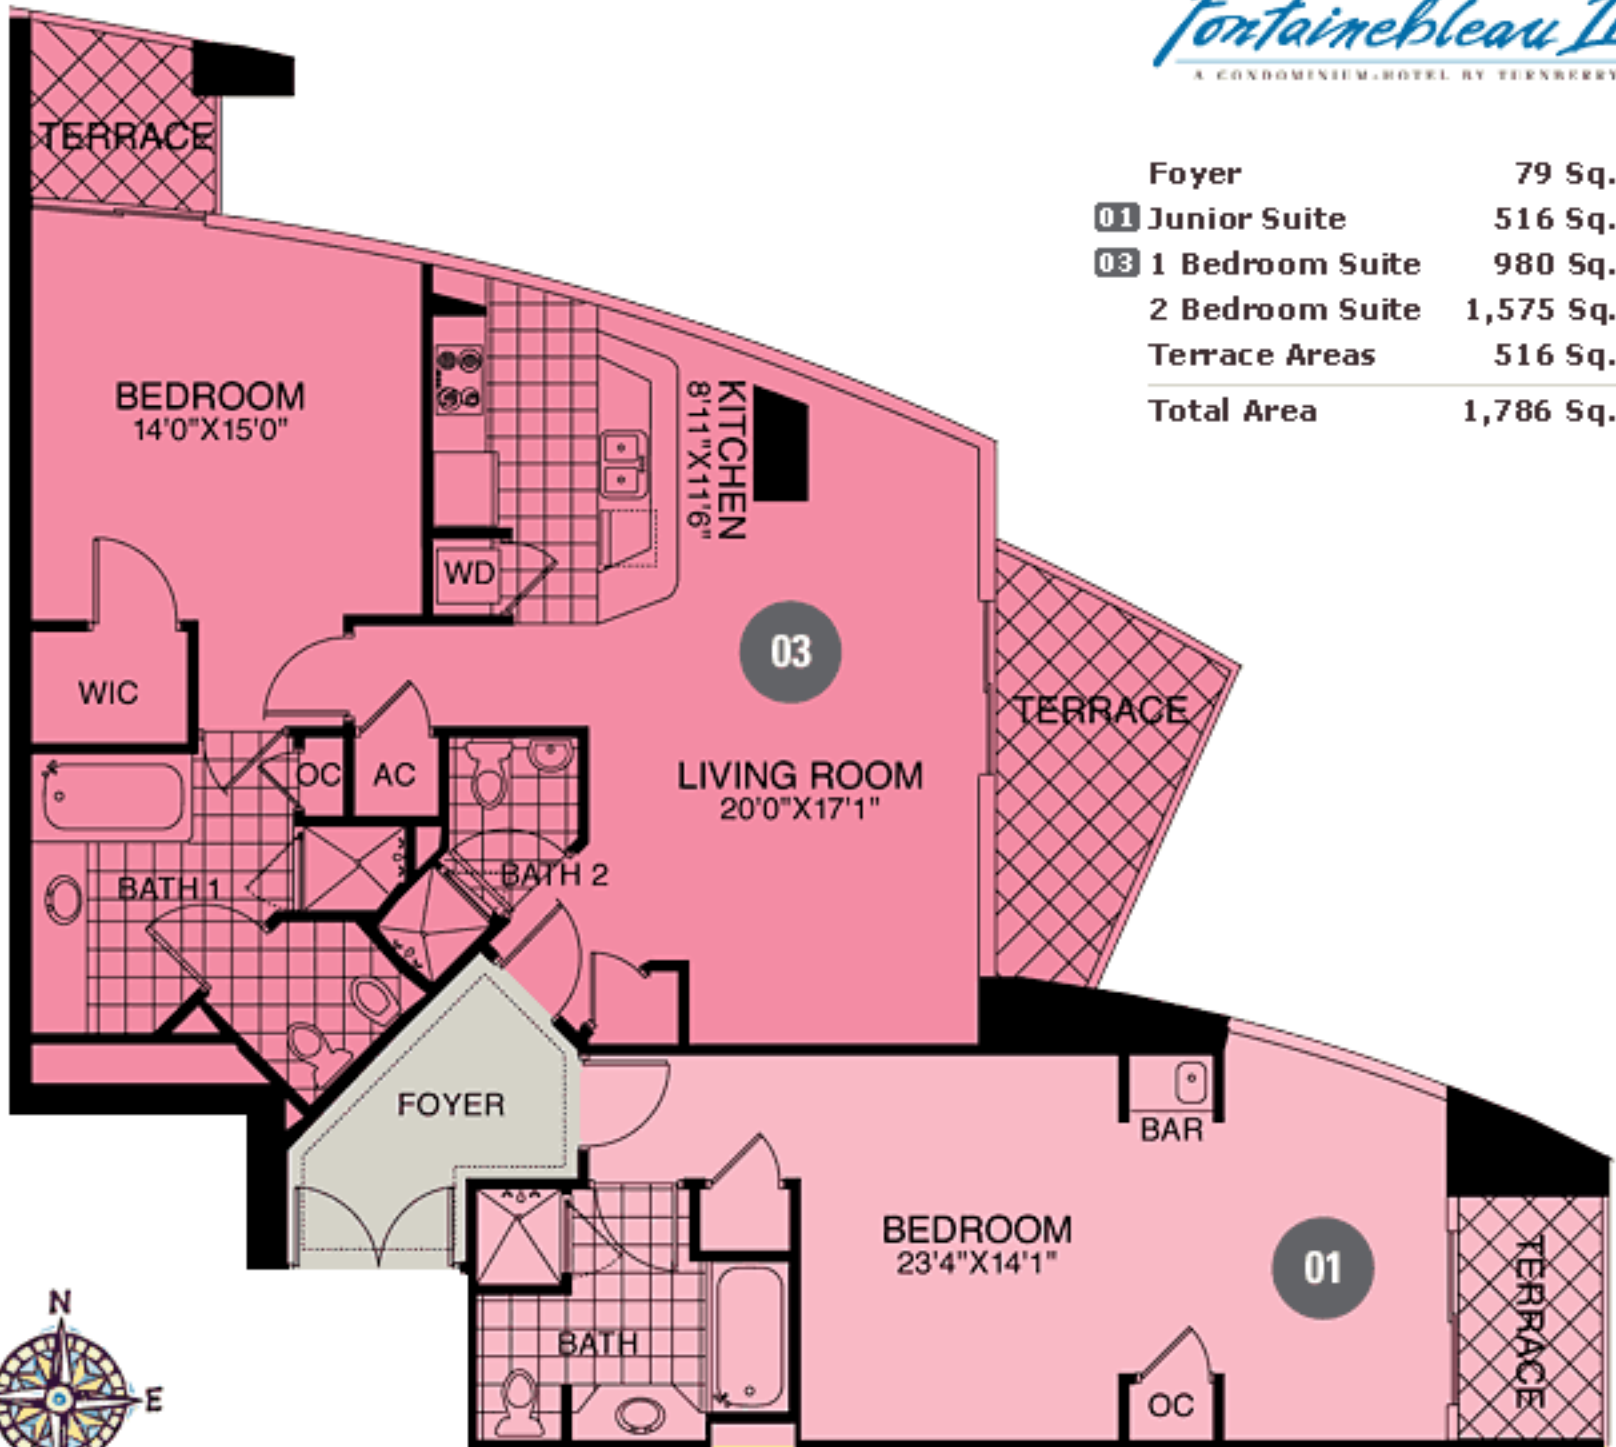 Fontainebleau II
A CONDOMINIUM-HOTEL BY TURNBERRY
Foyer 79 Sq.
01 Junior Suite 516 Sq.
03 1 Bedroom Suite 980 Sq.
2 Bedroom Suite 1,575 Sq.
Terrace Areas 516 Sq.
Total Area 1,786 Sq.
TERRACE
BEDROOM
14'0"X15'0"
KITCHEN
8'11"X11'6"
WD
03
WIC
TERRACE
OC
AC
LIVING ROOM
20'0"X17'1"
BATH 1
BATH 2
FOYER
BAR
BEDROOM
23'4"X14'1"
01
TERRACE
BATH
OC
N
E